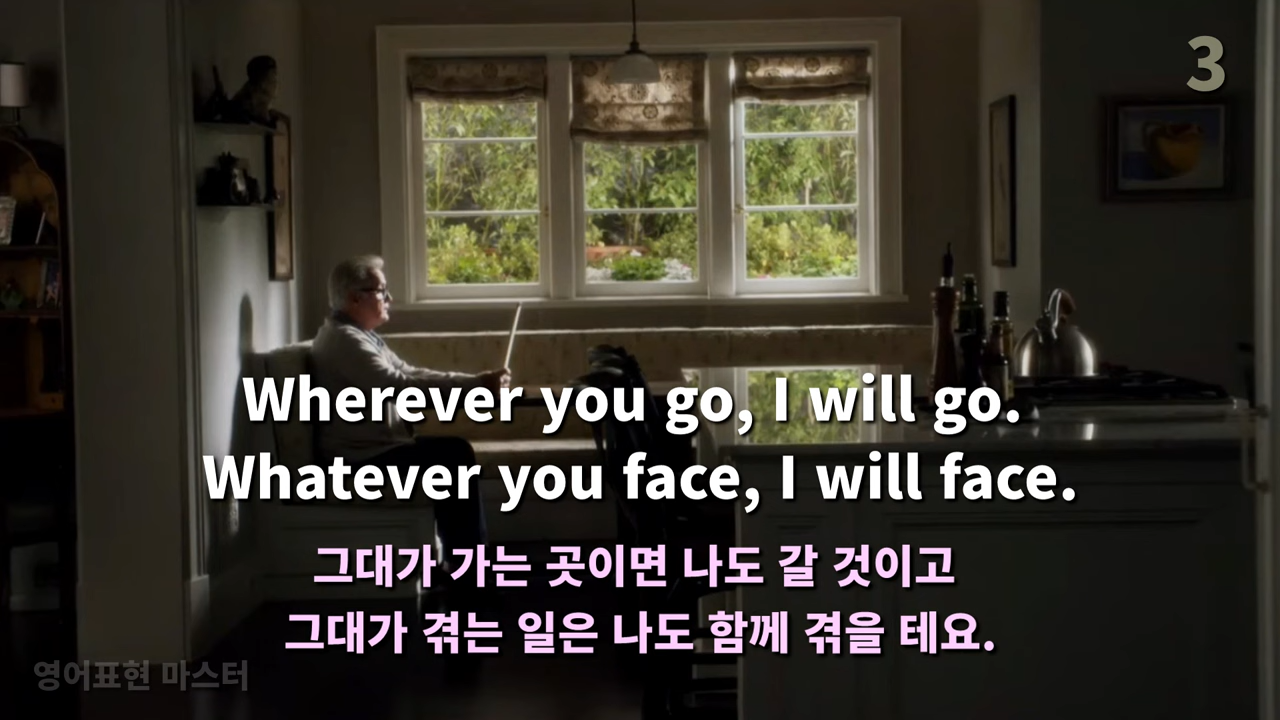 3
Wherever you go, I will go.
Whatever you face, I will face.
그대가 가는 곳이면 나도 갈 것이고
그대가 겪는 일은 나도 함께 겪을 테요.
영어표현 마스터